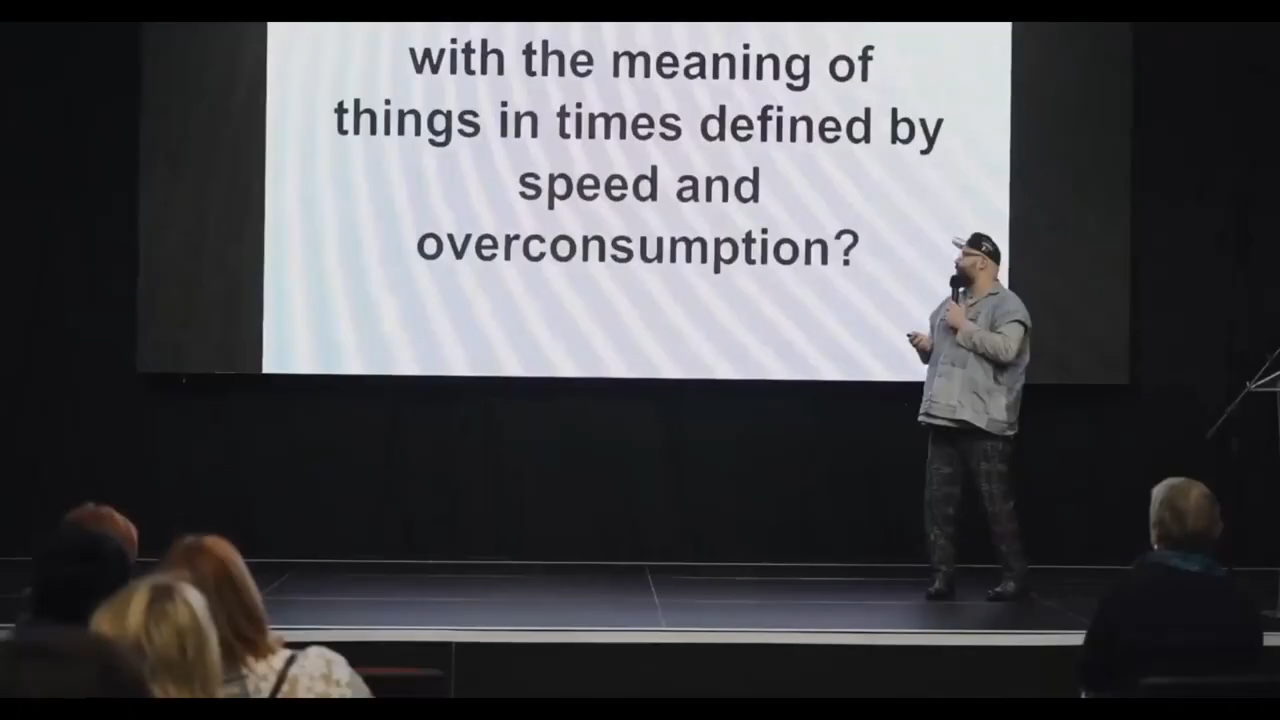 with the meaning of
things in times defined by
speed and
overconsumption?